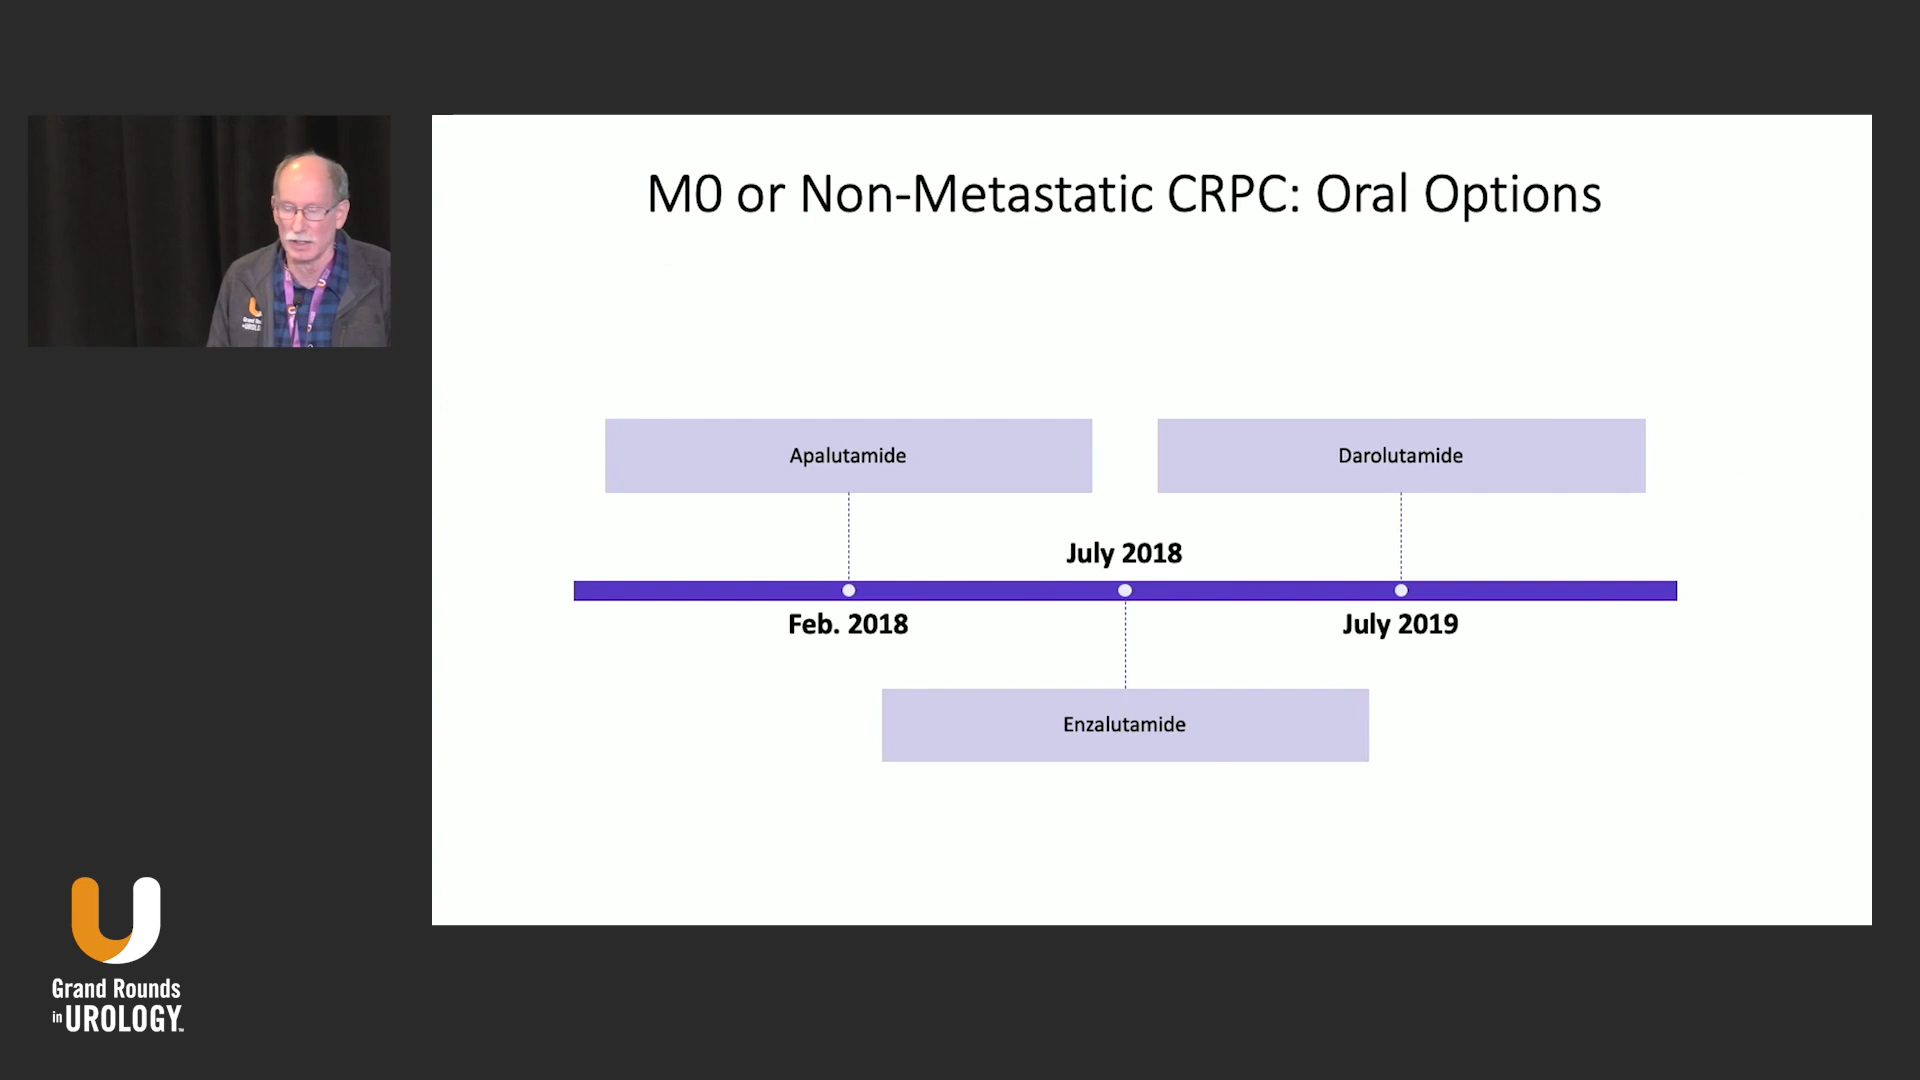 M0 or Non-Metastatic CRPC: Oral Options
Apalutamide
Darolutamide
July 2018
Feb. 2018
July 2019
Enzalutamide
Grand Rounds
in UROLOGY™